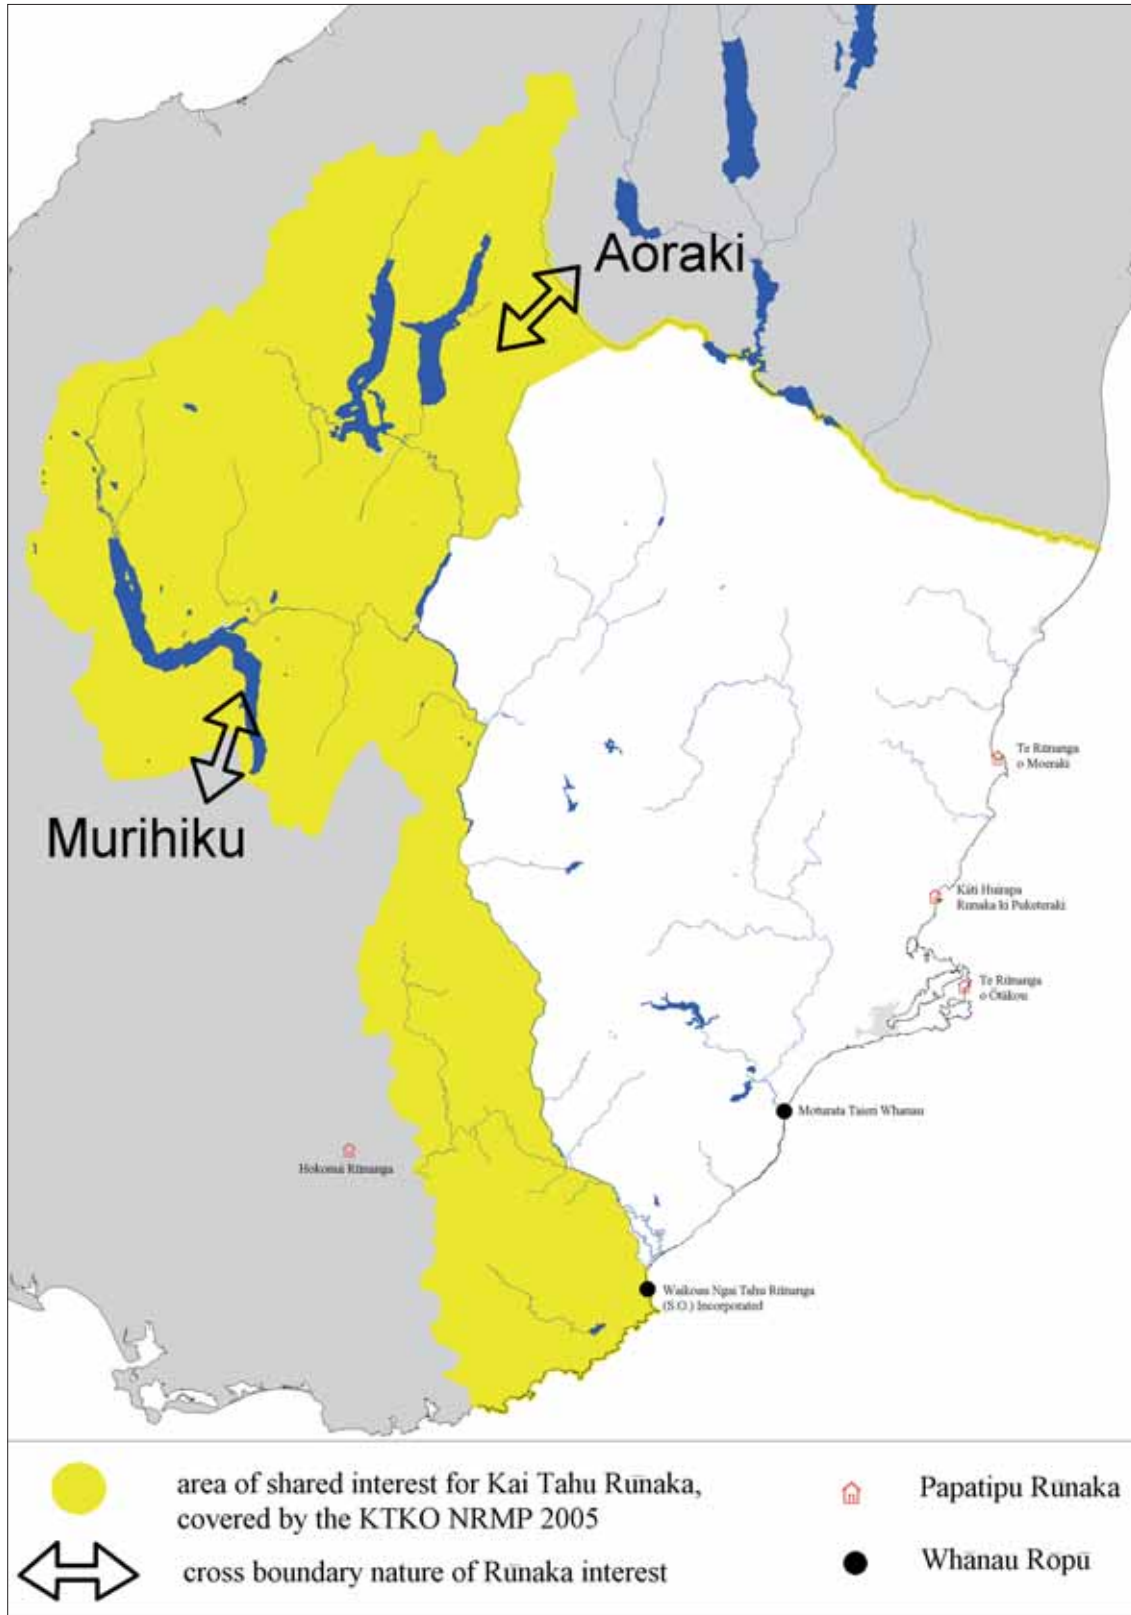 Aoraki
Murihiku
Te Rūnanga
o Moeraki
Kāti Huirapa
Runaka ki Puketeraki
Te Rūnanga
o Ōtākou
Moturata Taieri Whanau
Hokonui Rūnanga
Waikoau Ngai Tahu Rūnanga
(S.O.) Incorporated
area of shared interest for Kai Tahu Rūnaka,
covered by the KTKO NRMP 2005
cross boundary nature of Rūnaka interest
Papatipu Rūnaka
Whānau Rōpū